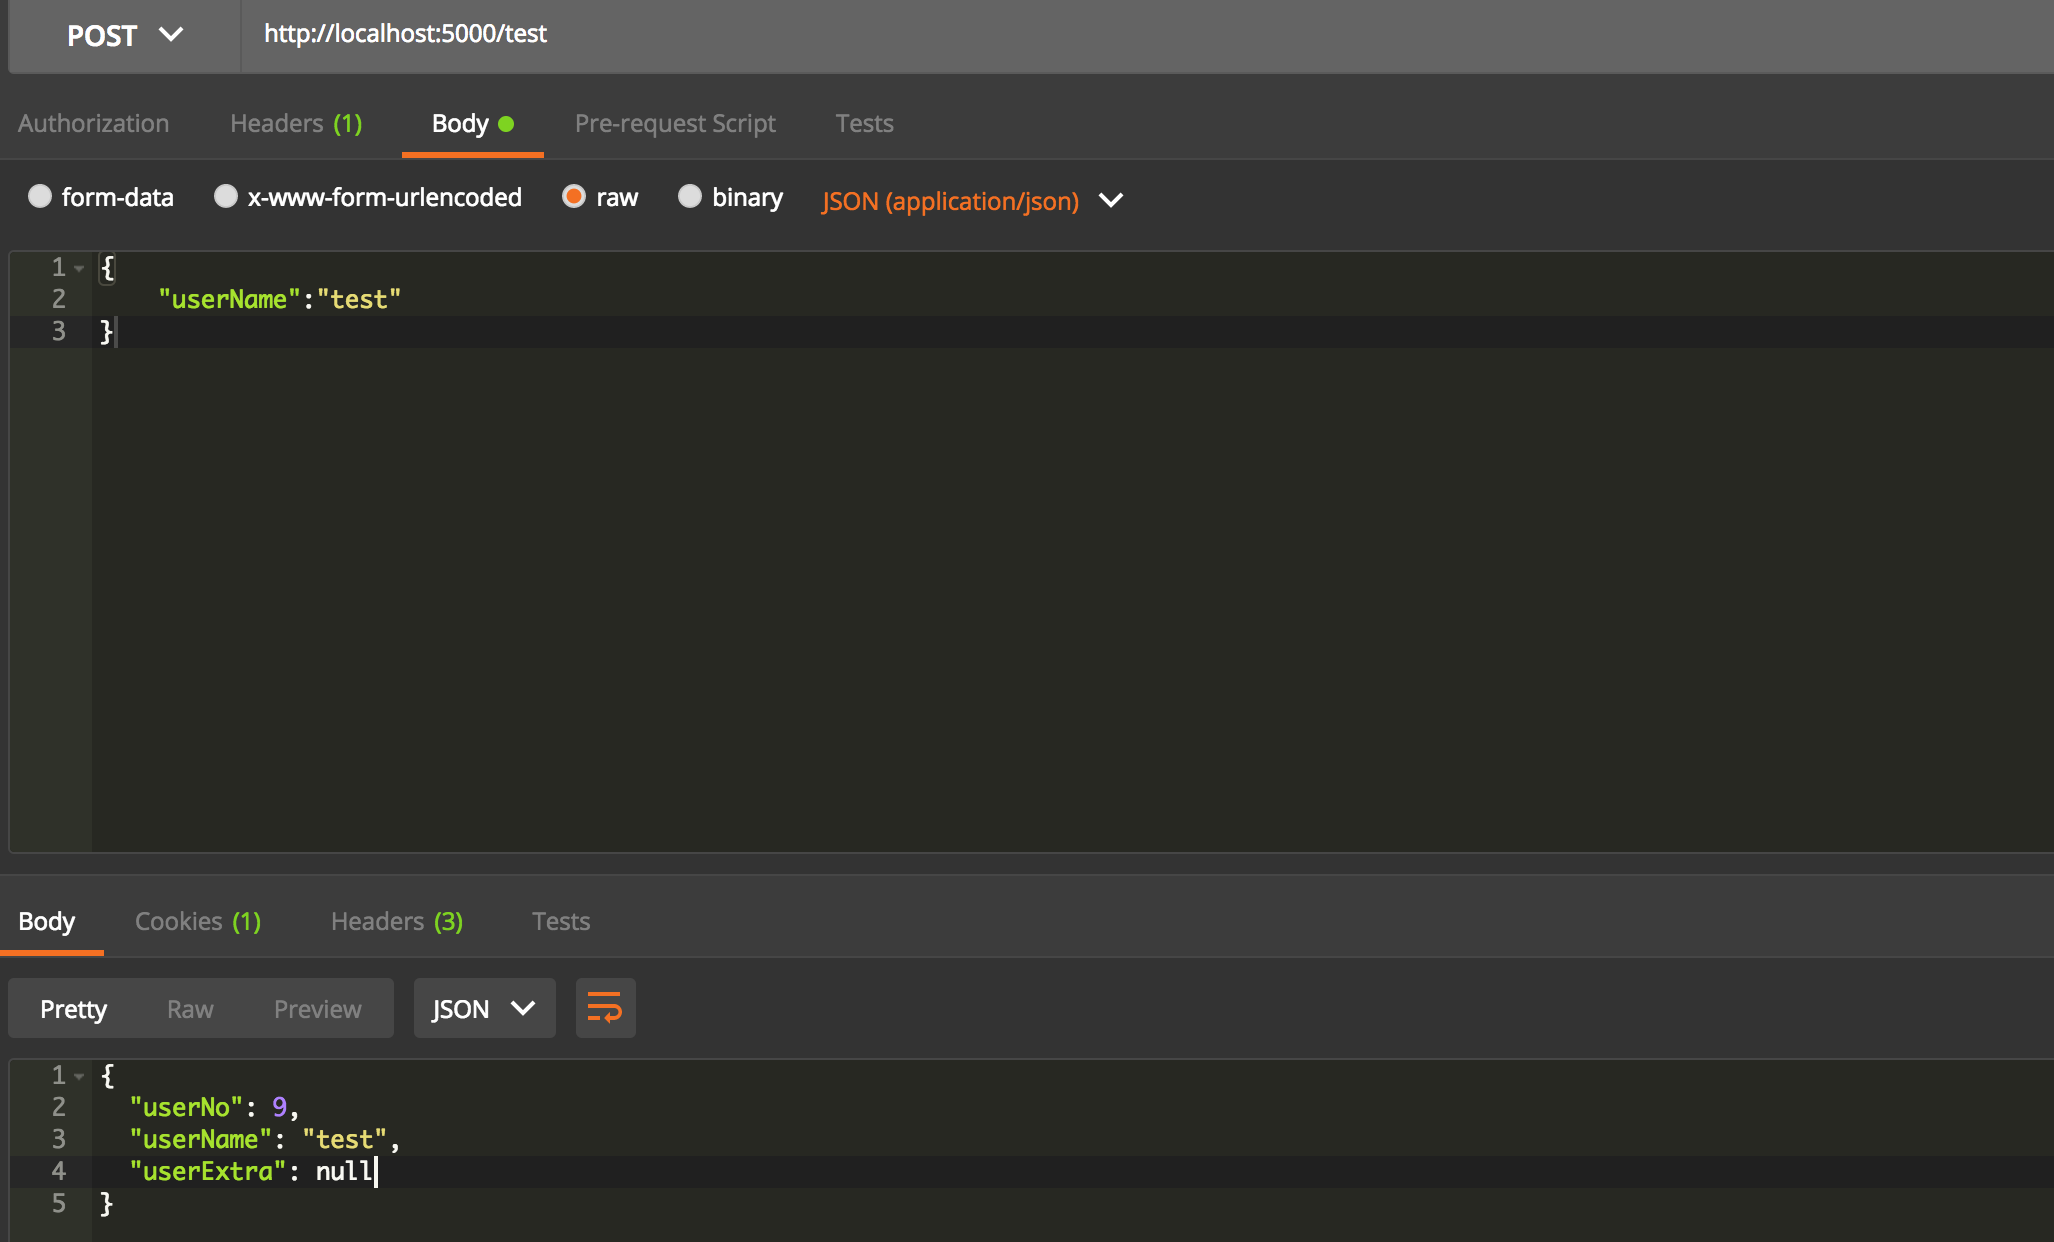 POST http://localhost:5000/test
Authorization Headers (1) Body Pre-request Script Tests
form-data x-www-form-urlencoded raw binary JSON (application/json)
1 {
2 "userName":"test"
3 }
Body Cookies (1) Headers (3) Tests
Pretty Raw Preview JSON
1 {
2 "userNo": 9,
3 "userName": "test",
4 "userExtra": null
5 }